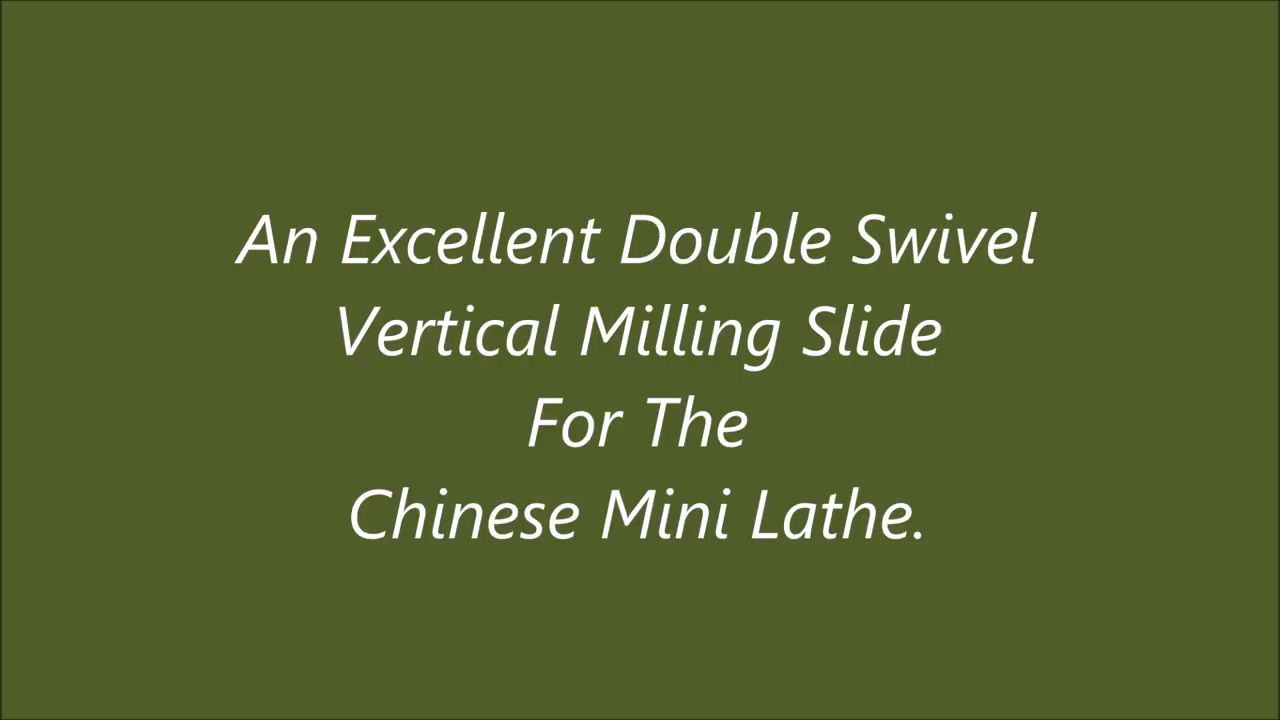 An Excellent Double Swivel
Vertical Milling Slide
For The
Chinese Mini Lathe.